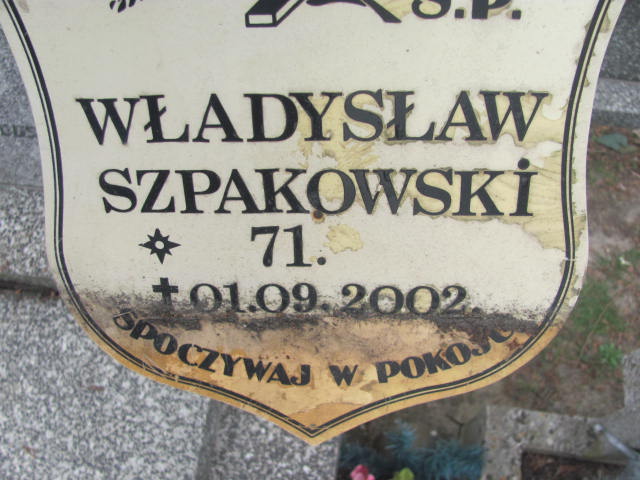 Ś.P.
WŁADYSŁAW
SZPAKOWSKI
71.
01.09.2002.
SPOCZYWAJ W POKOJU